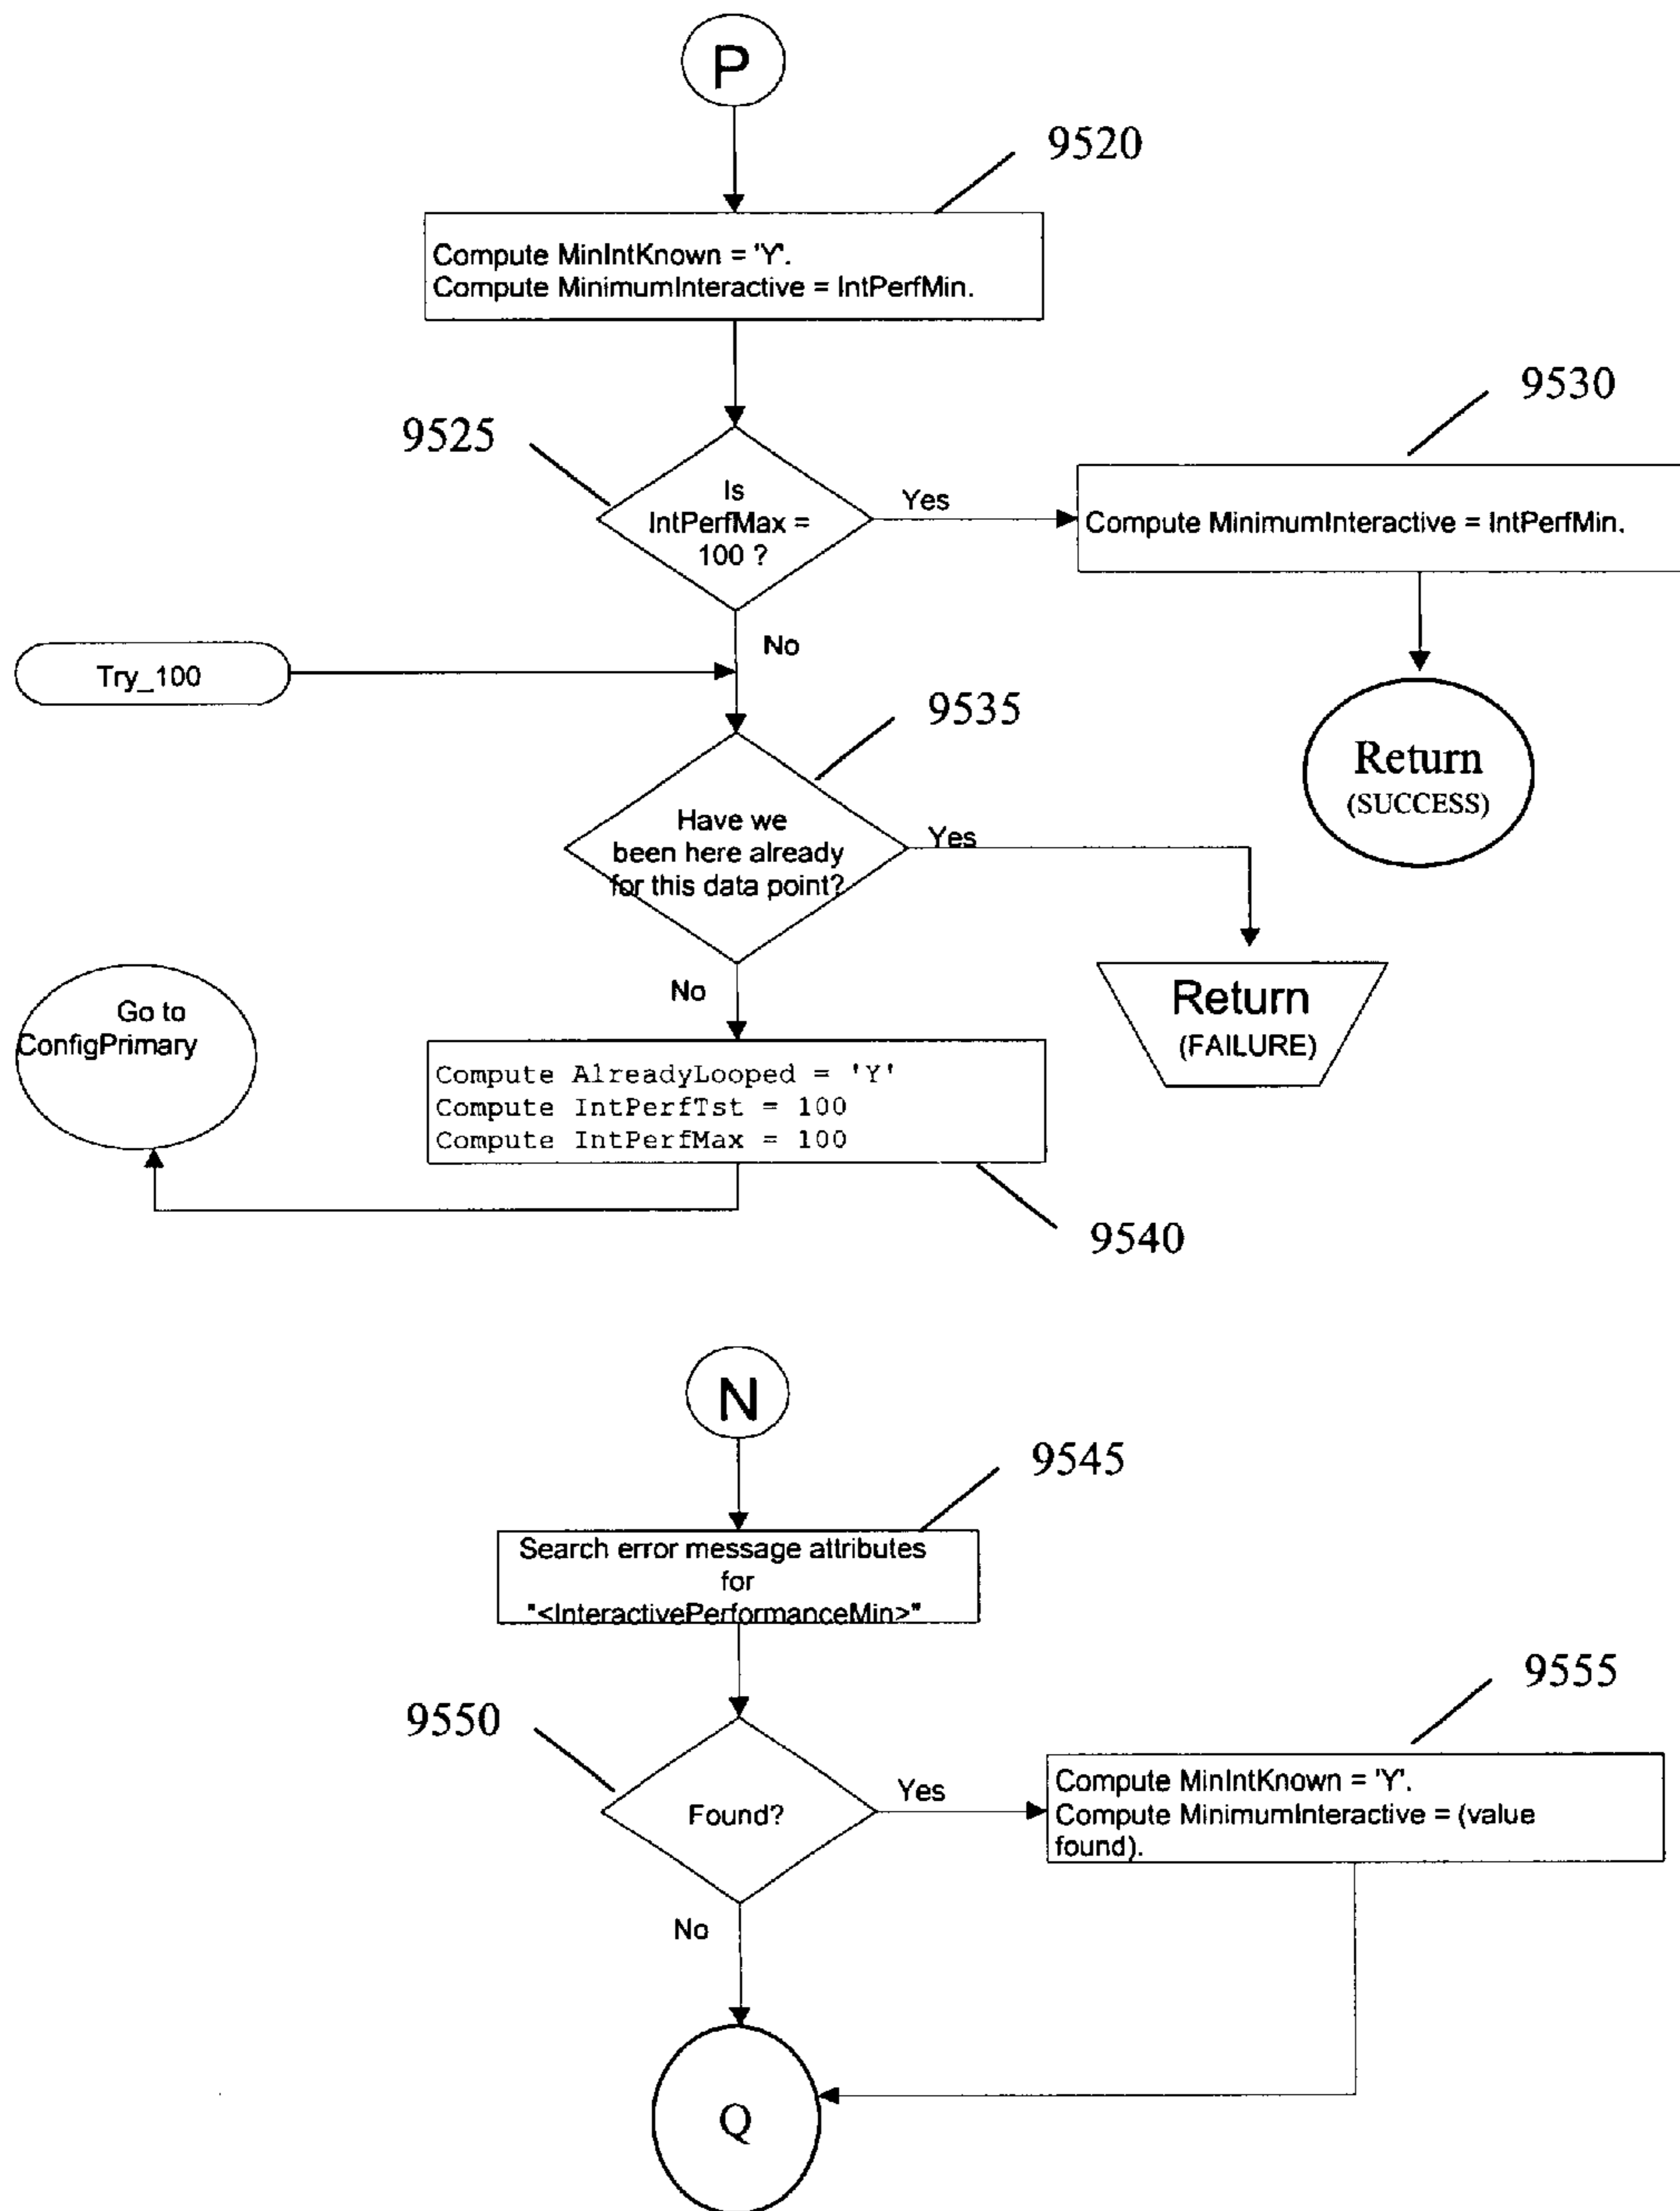 P
9520
Compute MinIntKnown = 'Y'.
Compute MinimumInteractive = IntPerfMin.
9530
9525
Is
IntPerfMax =
100 ?
Yes
Compute MinimumInteractive = IntPerfMin.
No
Try_100
9535
Return
(SUCCESS)
Have we
been here already
for this data point?
Yes
No
Return
(FAILURE)
Go to
ConfigPrimary
Compute AlreadyLooped = 'Y'
Compute IntPerfTst = 100
Compute IntPerfMax = 100
9540
N
9545
Search error message attributes
for
"<InteractivePerformanceMin>"
9555
9550
Found?
Yes
Compute MinIntKnown = 'Y'.
Compute MinimumInteractive = (value
found).
No
Q